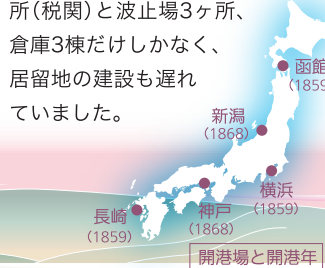 所(税関)と波止場3ヶ所、
倉庫3棟だけしかなく、
居留地の建設も遅れ
ていました。
函館
(1859
新潟
(1868)
横浜
(1859)
神戸
(1868)
長崎
(1859)
開港場と開港年